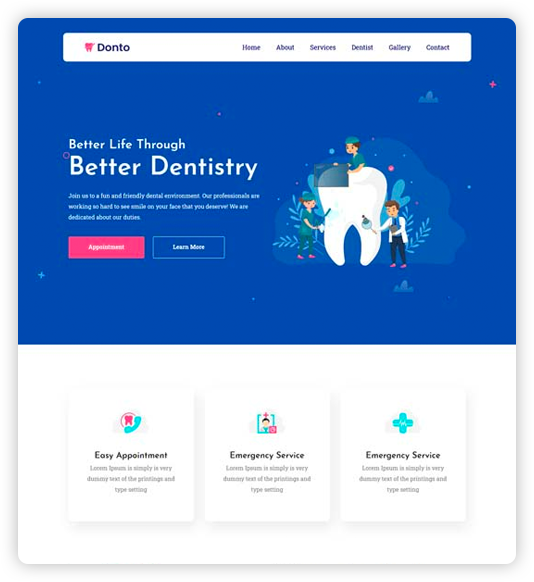 Donto
Home About Services Dentist Gallery Contact
Better Life Through
Better Dentistry
Join us to a fun and friendly dental environment. Our professionals are
working so hard to see smile on your face that you deserve! We are
dedicated about our duties.
Appointment Learn More
Easy Appointment
Lorem Ipsum is simply is very
dummy text of the printings and
type setting
Emergency Service
Lorem Ipsum is simply is very
dummy text of the printings and
type setting
Emergency Service
Lorem Ipsum is simply is very
dummy text of the printings and
type setting